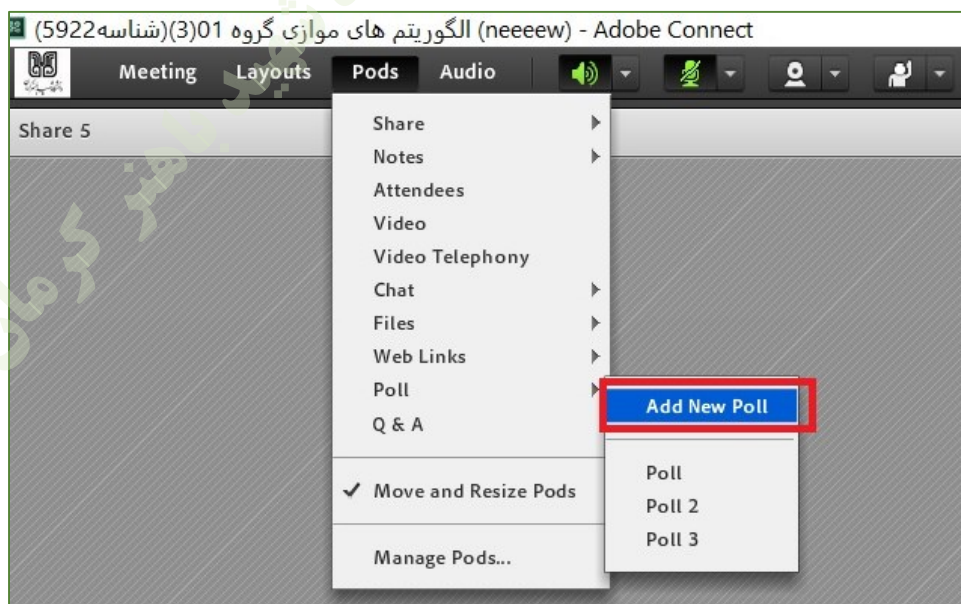 (neeeew) الگوریتم های موازی گروه 01(3)(شناسه5922) - Adobe Connect
Meeting Layouts Pods Audio
Share 5
Share
Notes
Attendees
Video
Video Telephony
Chat
Files
Web Links
Poll
Q & A
Move and Resize Pods
Manage Pods...
Add New Poll
Poll
Poll 2
Poll 3
باهنر کرمان